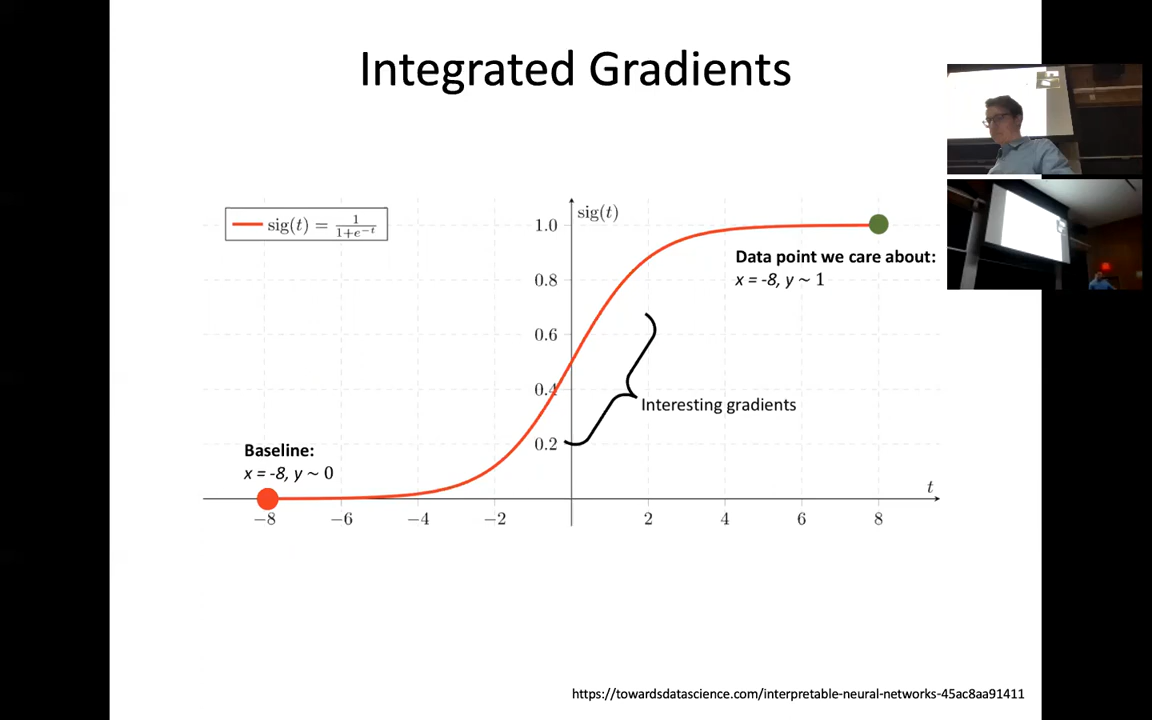 Integrated Gradients
sig(t) = 1/(1+e^{−t})
sig(t)
1.0
0.8
0.6
0.4
0.2
Data point we care about:
x = -8, y ~ 1
Interesting gradients
Baseline:
x = -8, y ~ 0
t
−8 −6 −4 −2 2 4 6 8
https://towardsdatascience.com/interpretable-neural-networks-45ac8aa91411